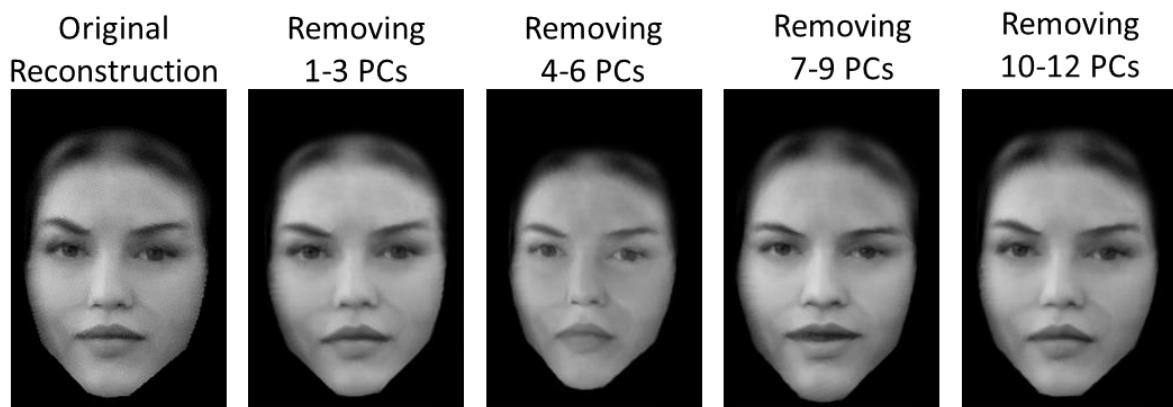 Original
Reconstruction
Removing
1-3 PCs
Removing
4-6 PCs
Removing
7-9 PCs
Removing
10-12 PCs